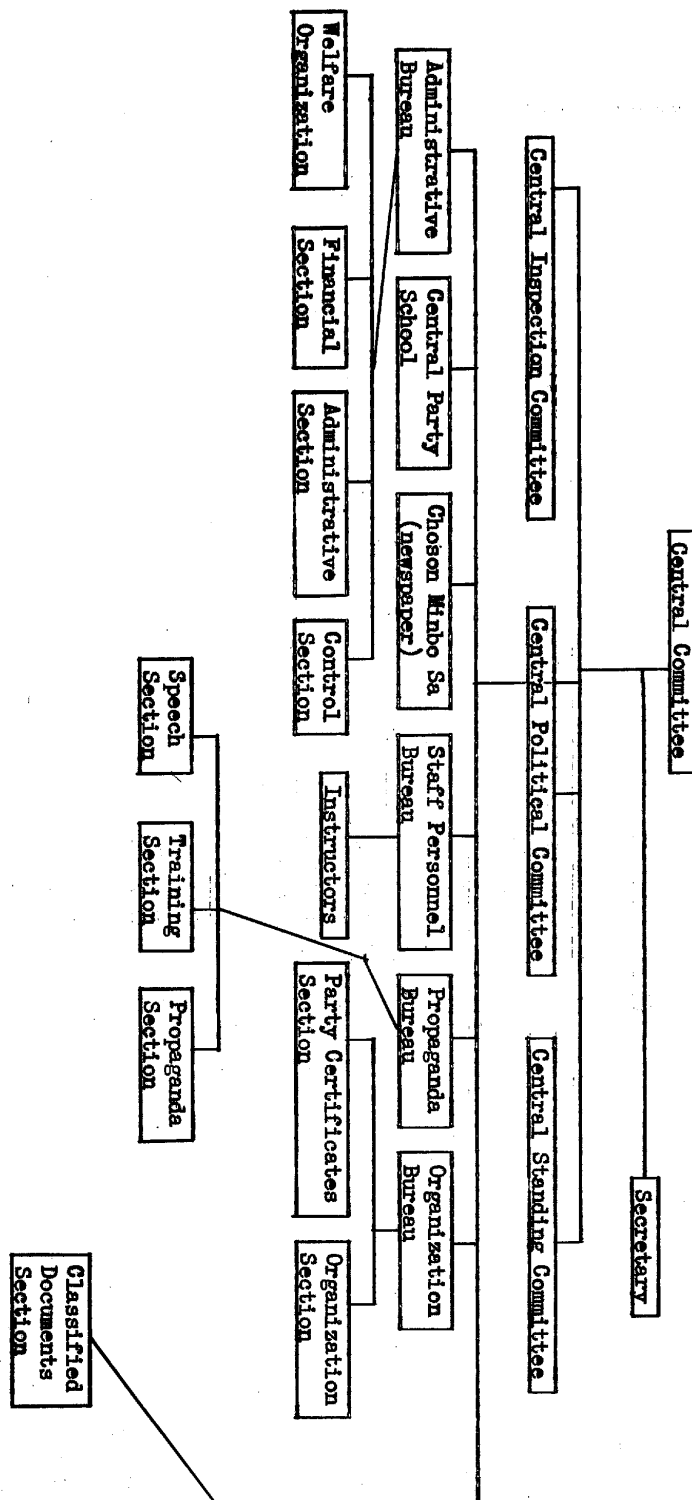 Central Committee
Secretary
Central Inspection Committee
Central Political Committee
Central Standing Committee
Administrative
Bureau
Central Party
School
Choson Minbo Sa
(newspaper)
Staff Personnel
Bureau
Propaganda
Bureau
Organization
Bureau
Welfare
Organization
Financial
Section
Administrative
Section
Control
Section
Instructors
Party Certificates
Section
Organization
Section
Speech
Section
Training
Section
Propaganda
Section
Classified
Documents
Section